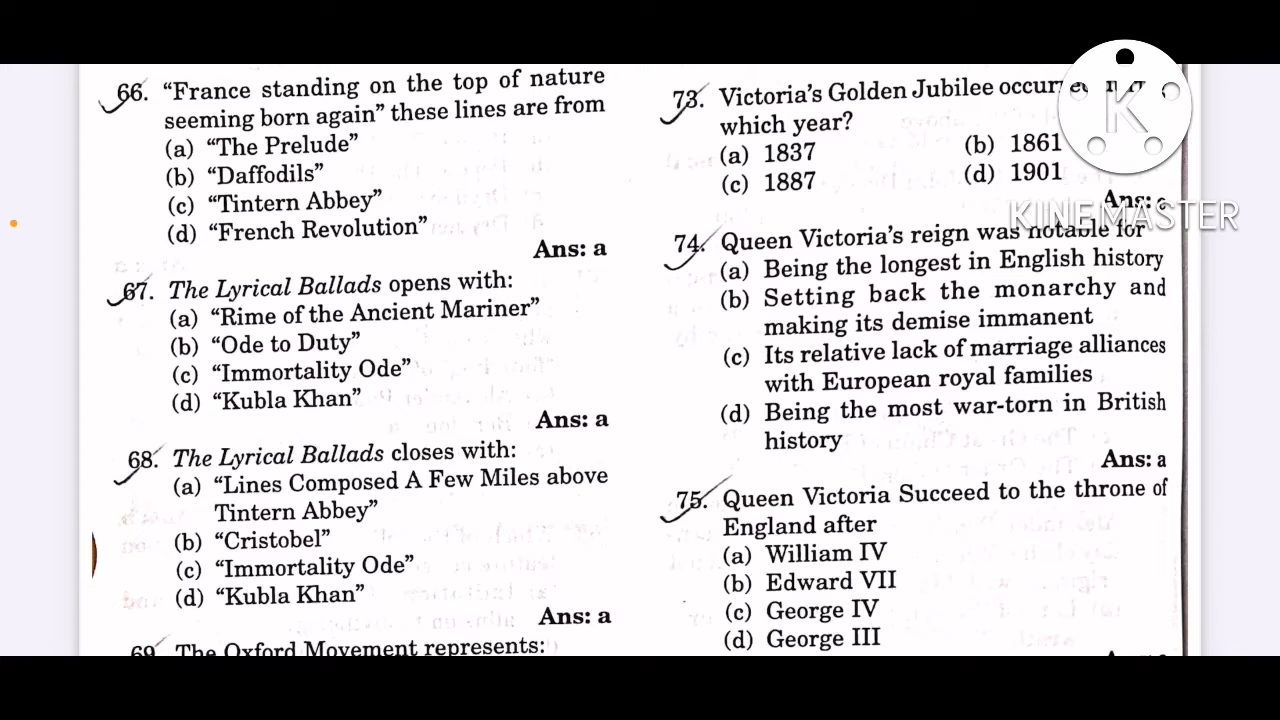 66. “France standing on the top of nature
seeming born again” these lines are from
(a) “The Prelude”
(b) “Daffodils”
(c) “Tintern Abbey”
(d) “French Revolution”
Ans: a
67. The Lyrical Ballads opens with:
(a) “Rime of the Ancient Mariner”
(b) “Ode to Duty”
(c) “Immortality Ode”
(d) “Kubla Khan”
Ans: a
68. The Lyrical Ballads closes with:
(a) “Lines Composed A Few Miles above
Tintern Abbey”
(b) “Cristobel”
(c) “Immortality Ode”
(d) “Kubla Khan”
Ans: a
69. The Oxford Movement represents:
73. Victoria’s Golden Jubilee
which year?
(a) 1837 (b) 1861
(c) 1887 (d) 1901
Ans: c
74. Queen Victoria’s reign was notable for
(a) Being the longest in English history
(b) Setting back the monarchy and
making its demise immanent
(c) Its relative lack of marriage alliances
with European royal families
(d) Being the most war-torn in British
history
Ans: a
75. Queen Victoria Succeed to the throne of
England after
(a) William IV
(b) Edward VII
(c) George IV
(d) George III
K
KINEMASTER